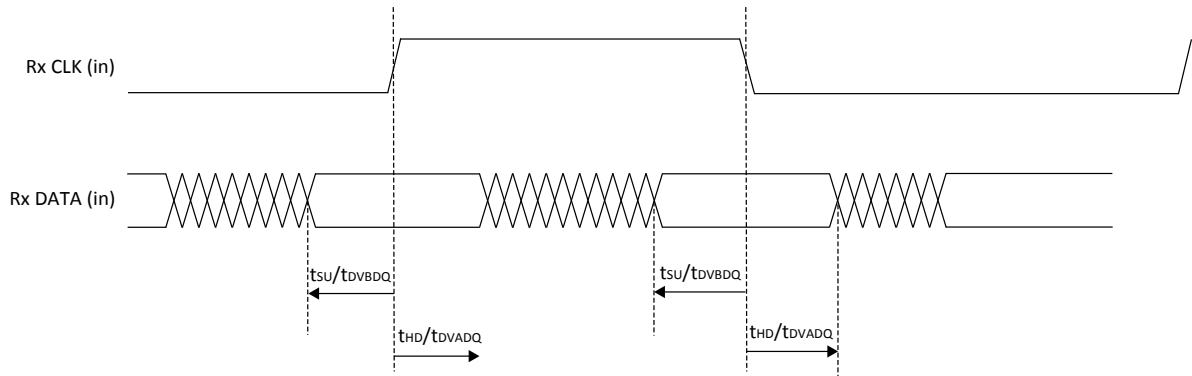 Rx CLK (in)
Rx DATA (in)
tSU/tDVBDQ
tSU/tDVBDQ
tHD/tDVADQ
tHD/tDVADQ